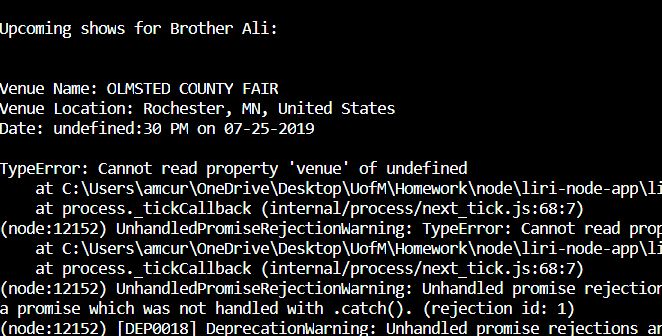 Upcoming shows for Brother Ali:
Venue Name: OLMSTED COUNTY FAIR
Venue Location: Rochester, MN, United States
Date: undefined:30 PM on 07-25-2019
TypeError: Cannot read property 'venue' of undefined
at C:\Users\amcur\OneDrive\Desktop\UofM\Homework\node\liri-node-app\li
at process._tickCallback (internal/process/next_tick.js:68:7)
(node:12152) UnhandledPromiseRejectionWarning: TypeError: Cannot read prop
at C:\Users\amcur\OneDrive\Desktop\UofM\Homework\node\liri-node-app\li
at process._tickCallback (internal/process/next_tick.js:68:7)
(node:12152) UnhandledPromiseRejectionWarning: Unhandled promise rejection
a promise which was not handled with .catch(). (rejection id: 1)
(node:12152) [DEP0018] DeprecationWarning: Unhandled promise rejections ar